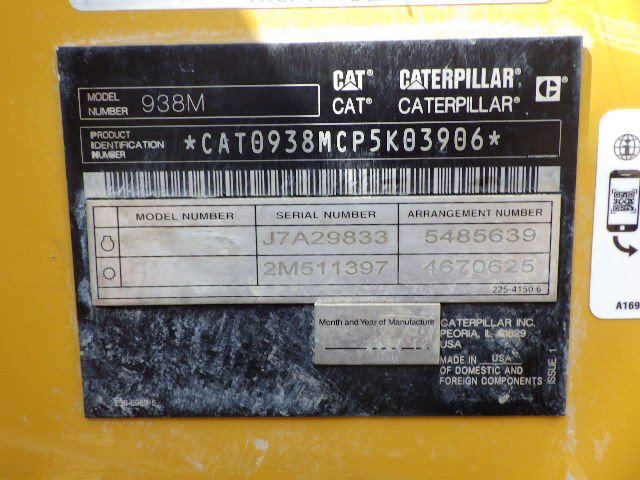 CAT® CATERPILLAR®
CAT® CATERPILLAR®
MODEL NUMBER 938M
PRODUCT IDENTIFICATION NUMBER *CAT0938MCP5K03906*
MODEL NUMBER SERIAL NUMBER ARRANGEMENT NUMBER
J7A29833 5485639
2M511397 4670625
225-4150 6
Month and Year of Manufacture
CATERPILLAR INC.
PEORIA, IL 61629
USA
MADE IN USA
OF DOMESTIC AND
FOREIGN COMPONENTS
ISSUE 1
A169